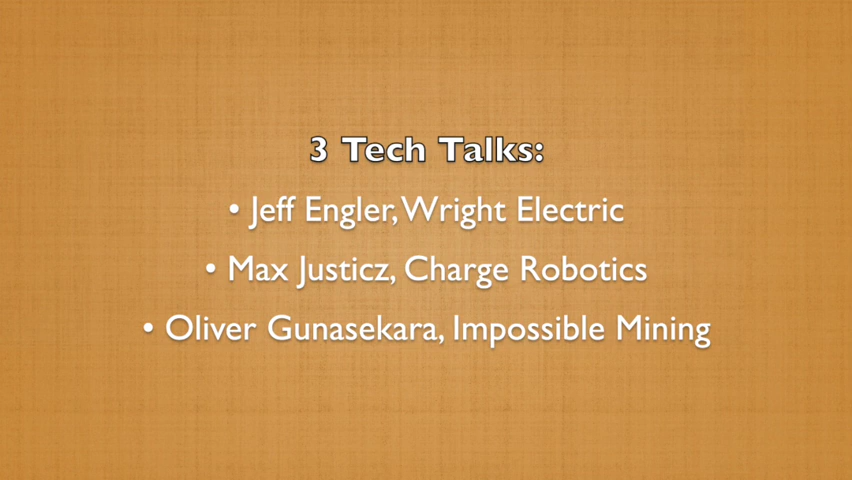 3 Tech Talks:
• Jeff Engler, Wright Electric
• Max Justicz, Charge Robotics
• Oliver Gunasekara, Impossible Mining